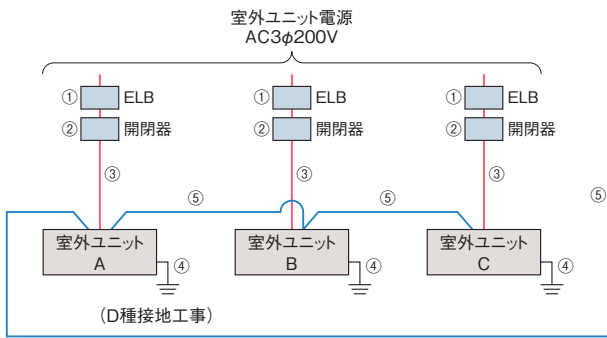 室外ユニット電源
AC3φ200V
① ELB ① ELB ① ELB
② 開閉器 ② 開閉器 ② 開閉器
③ ③ ③
⑤ ⑤ ⑤
室外ユニット 室外ユニット 室外ユニット
A ④ B ④ C ④
(D種接地工事)